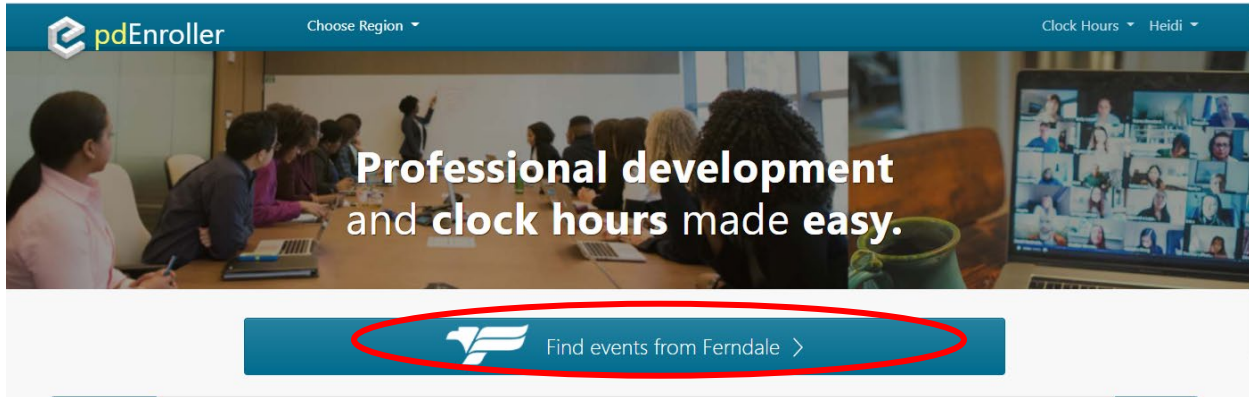 pdEnroller
Choose Region
Clock Hours
Heidi
Professional development
and clock hours made easy.
Find events from Ferndale >